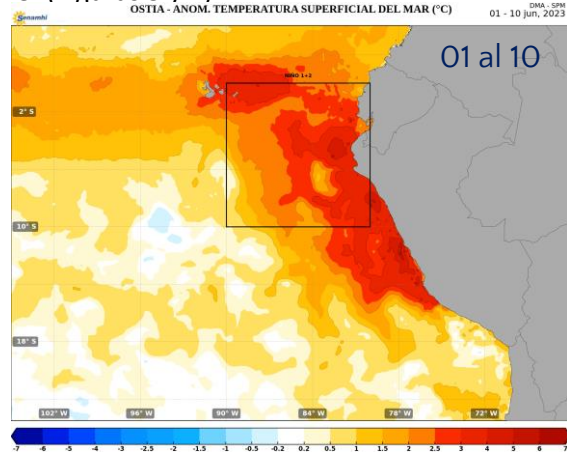 Senamhi
OSTIA - ANOM. TEMPERATURA SUPERFICIAL DEL MAR (°C)
DMA - SPM
01 - 10 jun, 2023
01 al 10
NIÑO 1+2
2° S
10° S
18° S
102° W 96° W 90° W 84° W 78° W 72° W
-7 -6 -5 -4 -3 -2.5 -2 -1.5 -1 -0.5 -0.2 0.2 0.5 1 1.5 2 2.5 3 4 5 6 7